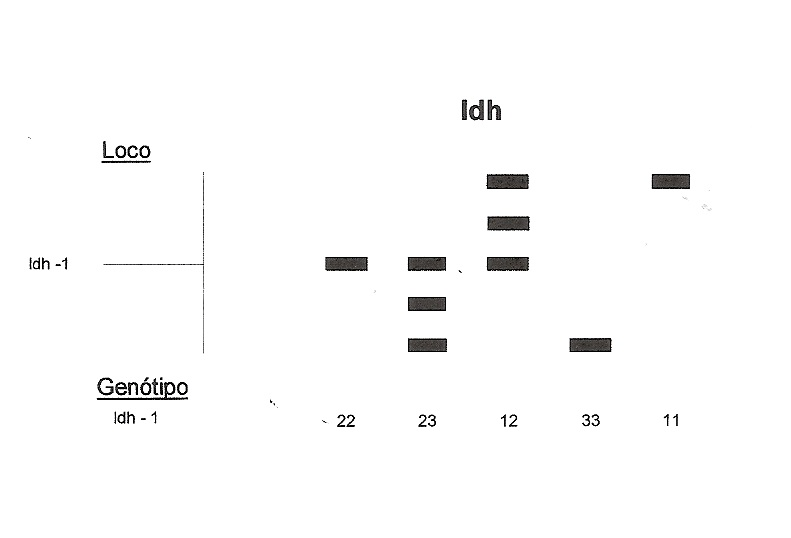 Idh
Loco
Idh -1
Genótipo
Idh - 1 22 23 12 33 11